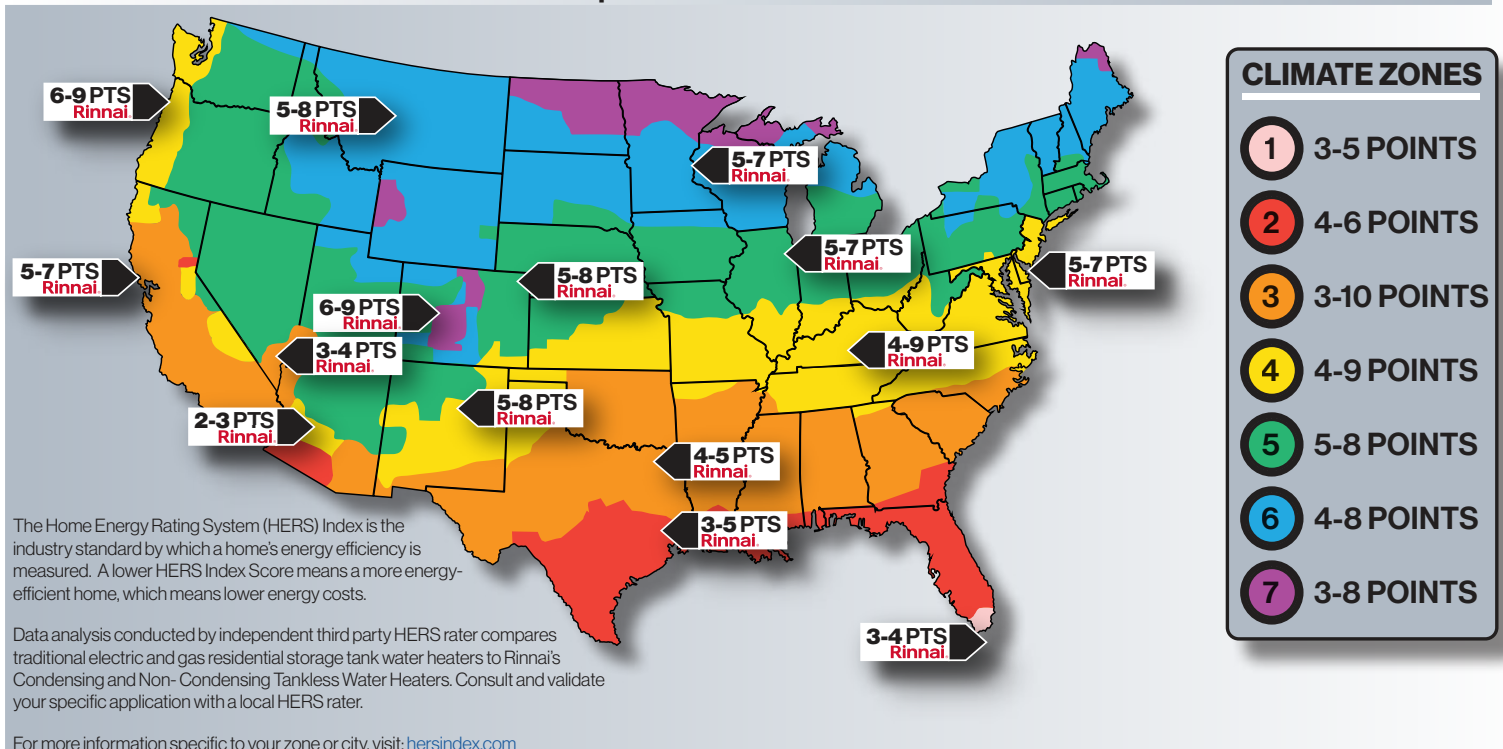 6-9 PTS
Rinnai
5-8 PTS
Rinnai
5-7 PTS
Rinnai
5-7 PTS
Rinnai
5-7 PTS
Rinnai
5-7 PTS
Rinnai
5-8 PTS
Rinnai
6-9 PTS
Rinnai
3-4 PTS
Rinnai
4-9 PTS
Rinnai
2-3 PTS
Rinnai
5-8 PTS
Rinnai
4-5 PTS
Rinnai
3-5 PTS
Rinnai
3-4 PTS
Rinnai
CLIMATE ZONES
1 3-5 POINTS
2 4-6 POINTS
3 3-10 POINTS
4 4-9 POINTS
5 5-8 POINTS
6 4-8 POINTS
7 3-8 POINTS
The Home Energy Rating System (HERS) Index is the
industry standard by which a home's energy efficiency is
measured. A lower HERS Index Score means a more energy-
efficient home, which means lower energy costs.
Data analysis conducted by independent third party HERS rater compares
traditional electric and gas residential storage tank water heaters to Rinnai's
Condensing and Non- Condensing Tankless Water Heaters. Consult and validate
your specific application with a local HERS rater.
For more information specific to your zone or city, visit: hersindex.com